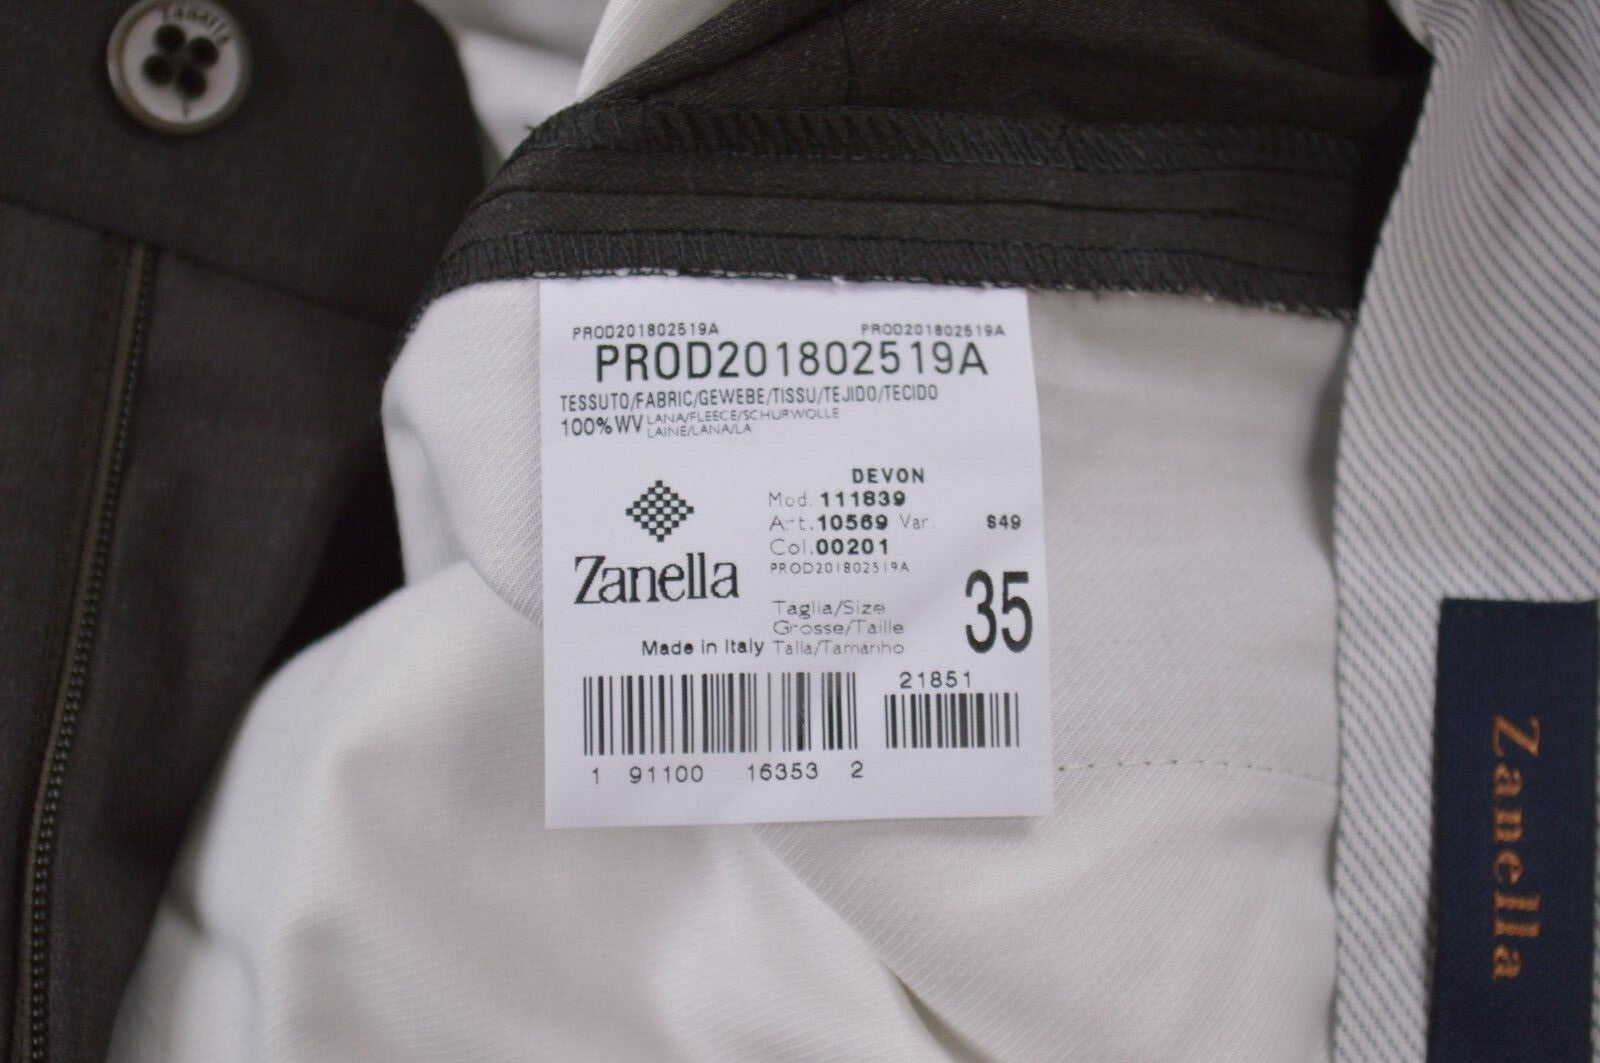 Zanella
PROD201802519A PROD201802519A
PROD201802519A
TESSUTO/FABRIC/GEWEBE/TISSU/TEJIDO/TECIDO
100%WV LANA/FLEECE/SCHURWOLLE
LAINE/LANA/LA
DEVON
Mod. 111839
Art. 10569 Var. S49
Col. 00201
PROD201802519A
Zanella
Taglia/Size
Grosse/Taille
Made in Italy Talla/Tamanho
35
21851
1 91100 16353 2
Zanella